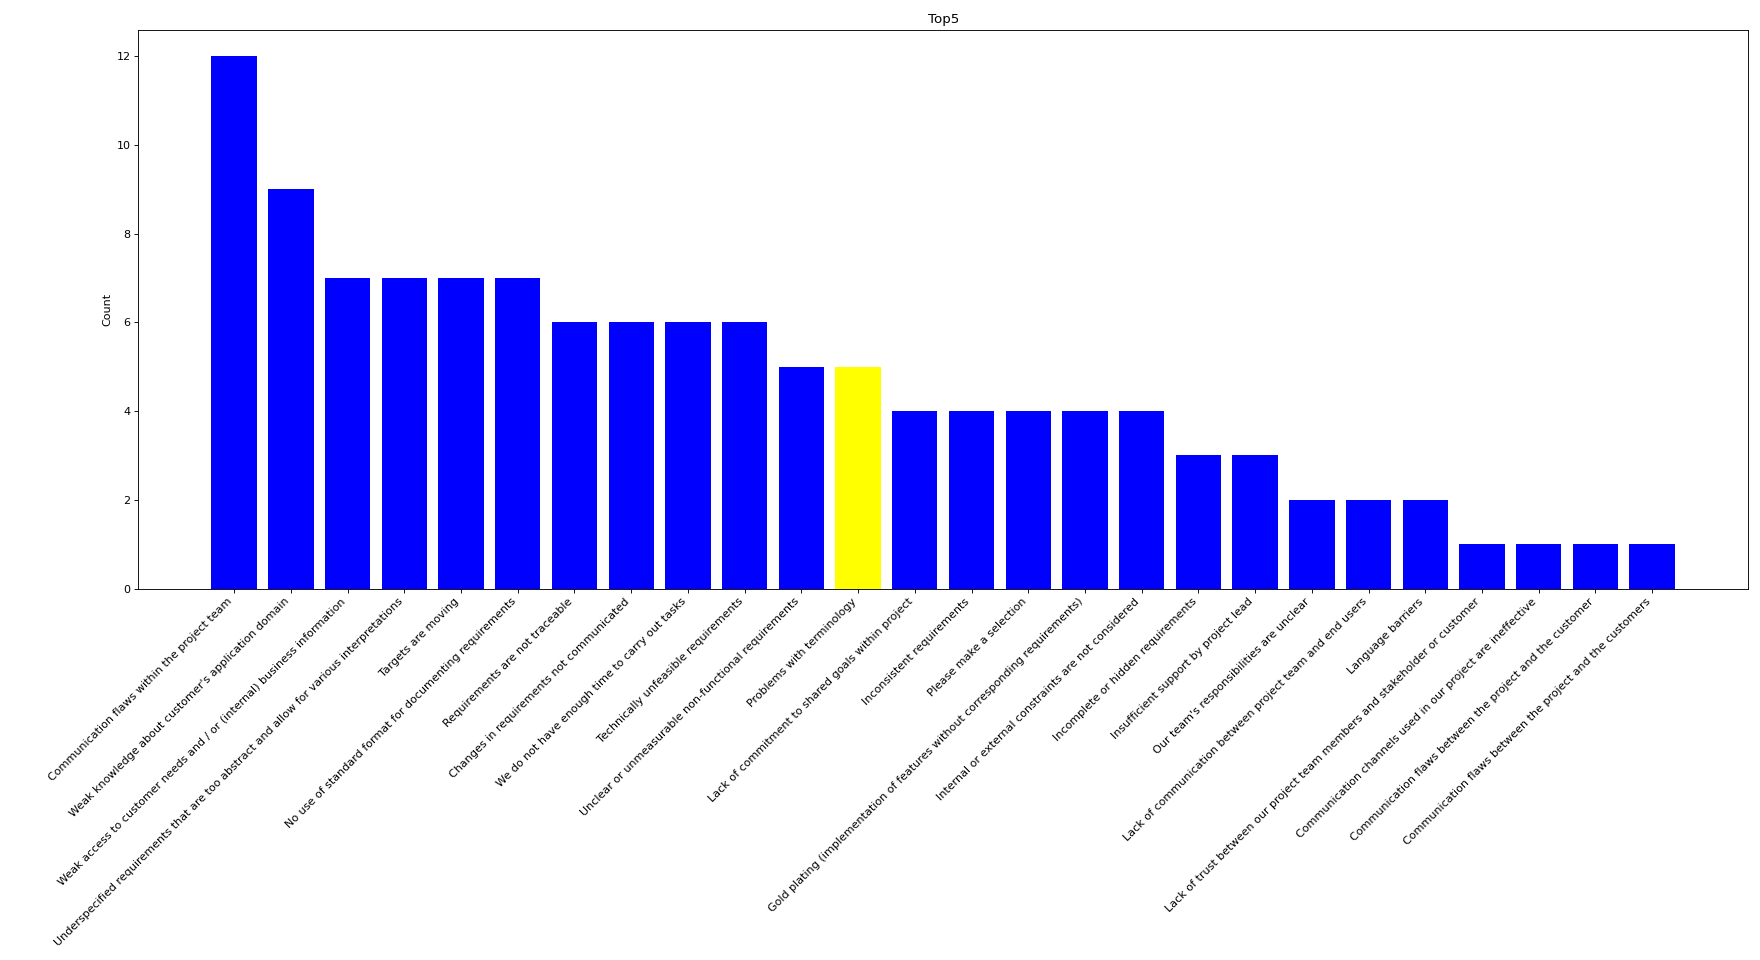 Top5
Count
12
10
8
6
4
2
0
Communication flaws within the project team
Weak knowledge about customer's application domain
Weak access to customer needs and / or (internal) business information
Underspecified requirements that are too abstract and allow for various interpretations
Targets are moving
No use of standard format for documenting requirements
Requirements are not traceable
Changes in requirements not communicated
We do not have enough time to carry out tasks
Technically unfeasible requirements
Unclear or unmeasurable non-functional requirements
Problems with terminology
Lack of commitment to shared goals within project
Inconsistent requirements
Please make a selection
Gold plating (implementation of features without corresponding requirements)
Internal or external constraints are not considered
Incomplete or hidden requirements
Insufficient support by project lead
Our team's responsibilities are unclear
Lack of communication between project team and end users
Language barriers
Lack of trust between our project team members and stakeholder or customer
Communication channels used in our project are ineffective
Communication flaws between the project and the customer
Communication flaws between the project and the customers